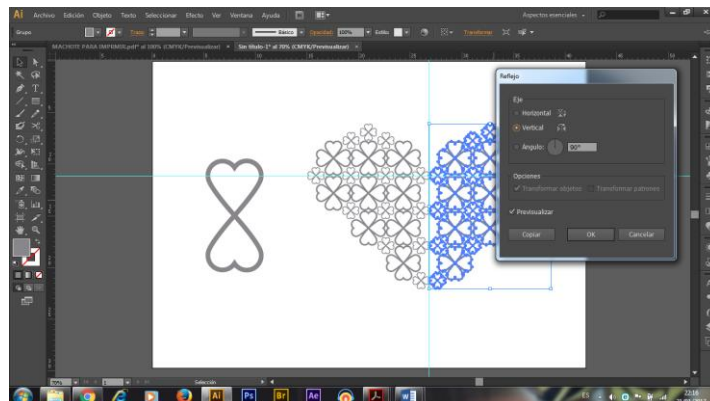 Ai Archivo Edición Objeto Texto Seleccionar Efecto Ver Ventana Ayuda Aspectos esenciales
Grupo Trazo: Básico Opacidad: 100% Estilo: Transformar
MACHOTE PARA IMPRIMIR.pdf* al 100% (CMYK/Previsualizar) × Sin título-1* al 70% (CMYK/Previsualizar) ×
Reflejo
Eje
Horizontal
Vertical
Ángulo: 90°
Opciones
Transformar objetos Transformar patrones
Previsualizar
Copiar OK Cancelar
70% 1 Selección
Ai Ps Br Ae W ES 22:16